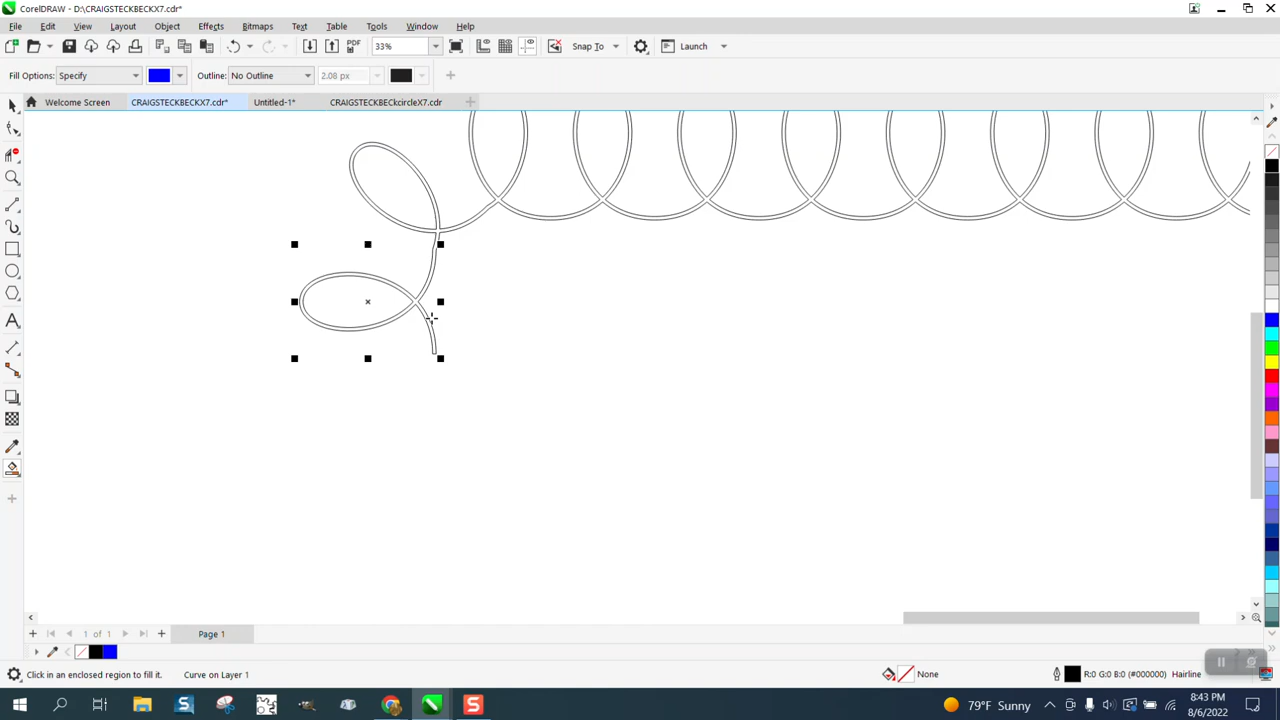 CorelDRAW - D:\CRAIGSTECKBECKX7.cdr*
File Edit View Layout Object Effects Bitmaps Text Table Tools Window Help
PDF 33% Snap To Launch
Fill Options: Specify Outline: No Outline 2.08 px
Welcome Screen CRAIGSTECKBECKX7.cdr* Untitled-1* CRAIGSTECKBECkcircleX7.cdr
1 of 1 Page 1
Click in an enclosed region to fill it. Curve on Layer 1 None R:0 G:0 B:0 (#000000) Hairline
79°F Sunny 8:43 PM
8/6/2022